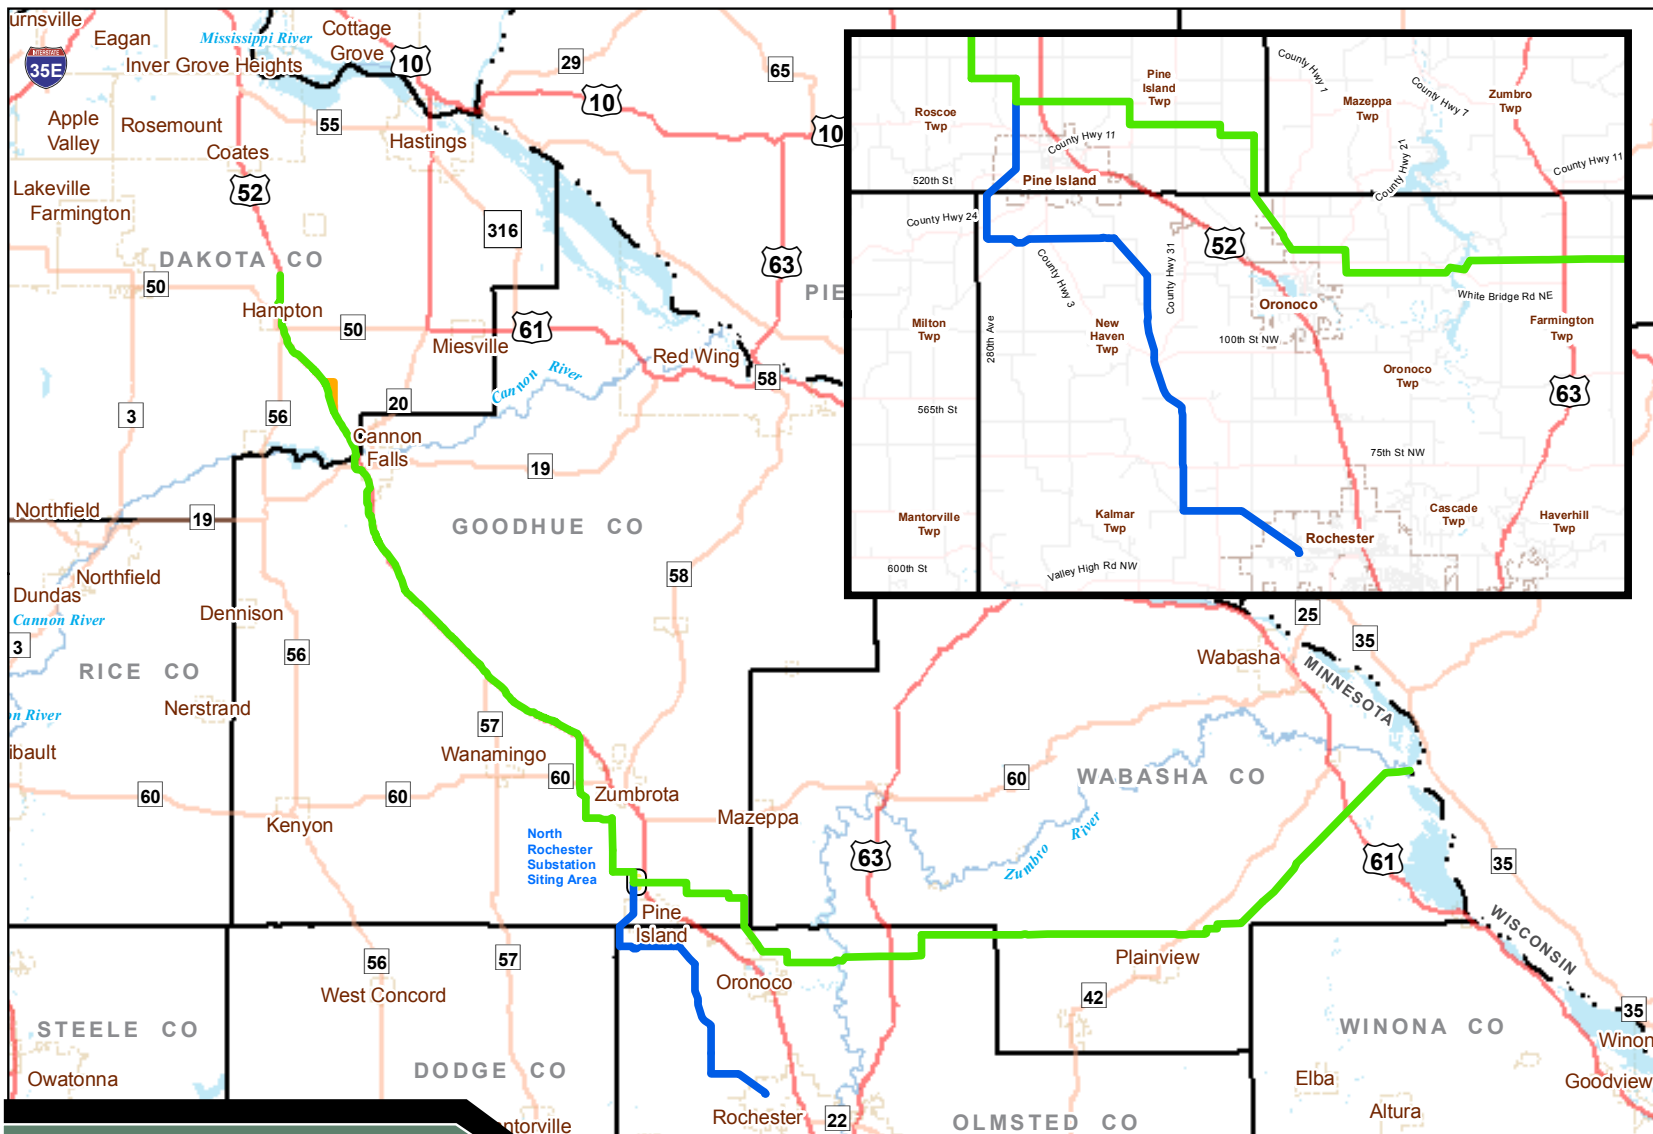 urnsville
Eagan
Mississippi River
Cottage
Grove
INTERSTATE
35E
Inver Grove Heights
10
29
65
10
10
Apple
Valley
Rosemount
55
Coates
Hastings
Lakeville
Farmington
52
316
DAKOTA CO
63
50
PIE
Hampton
50
Miesville
61
Red Wing
58
Cannon River
3
56
20
Cannon
Falls
19
Northfield
19
GOODHUE CO
Northfield
58
Dundas
Dennison
Cannon River
3
56
RICE CO
Nerstrand
on River
57
ibault
Wanamingo
60
60
60
Zumbrota
Mazeppa
Kenyon
North
Rochester
Substation
Siting Area
Pine
Island
56
57
West Concord
Oronoco
STEELE CO
DODGE CO
Owatonna
ntorville
Rochester
22
OLMSTED CO
Pine
Island
Twp
County Hwy 1
County Hwy 7
Mazeppa
Twp
Zumbro
Twp
Roscoe
Twp
County Hwy 11
County Hwy 21
County Hwy 11
520th St
Pine Island
County Hwy 24
52
County Hwy 3
County Hwy 31
Oronoco
White Bridge Rd NE
Milton
Twp
280th Ave
New
Haven
Twp
100th St NW
Farmington
Twp
Oronoco
Twp
63
565th St
75th St NW
Mantorville
Twp
Kalmar
Twp
Cascade
Twp
Haverhill
Twp
Rochester
600th St
Valley High Rd NW
25
35
Wabasha
MINNESOTA
WABASHA CO
60
Zumbro River
63
61
35
WISCONSIN
Plainview
42
35
WINONA CO
Winon
Elba
Goodview
Altura